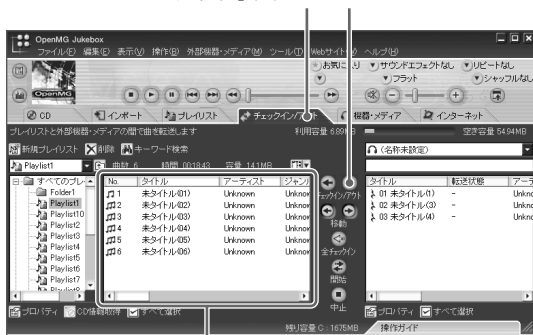 OpenMG Jukebox
ファイル(F) 編集(E) 表示(V) 操作(P) 外部機器・メディア(M) ツール(T) Webサイト(W) ヘルプ(H)
お気に入り サウンドエフェクトなし リピートなし
フラット シャッフルなし
OpenMG
CD インポート プレイリスト チェックイン/アウト 機器・メディア インターネット
プレイリストと外部機器・メディアの間で曲を転送します 利用容量 6.89MB 空き容量 54.94MB
新規プレイリスト 削除 キーワード検索 (名称未設定)
Playlist1 曲数 6 時間 00:18:43 容量 14.1MB
すべてのプレイ
Folder1
Playlist1
Playlist10
Playlist2
Playlist3
Playlist4
Playlist5
Playlist6
Playlist7
Playlist8
No. タイトル アーティスト ジャンル
1 未タイトル(01) Unknown Unknow
2 未タイトル(02) Unknown Unknow
3 未タイトル(03) Unknown Unknow
4 未タイトル(04) Unknown Unknow
5 未タイトル(05) Unknown Unknow
6 未タイトル(06) Unknown Unknow
チェックイン/アウト
移動
全チェックイン
開始
中止
タイトル 転送状態 アー
01 未タイトル(1) - Unkn
02 未タイトル(3) - Unkn
03 未タイトル(4) - Unkn
プロパティ CD情報取得 すべて選択 プロパティ すべて選択
残り容量 C : 1675MB 操作ガイド